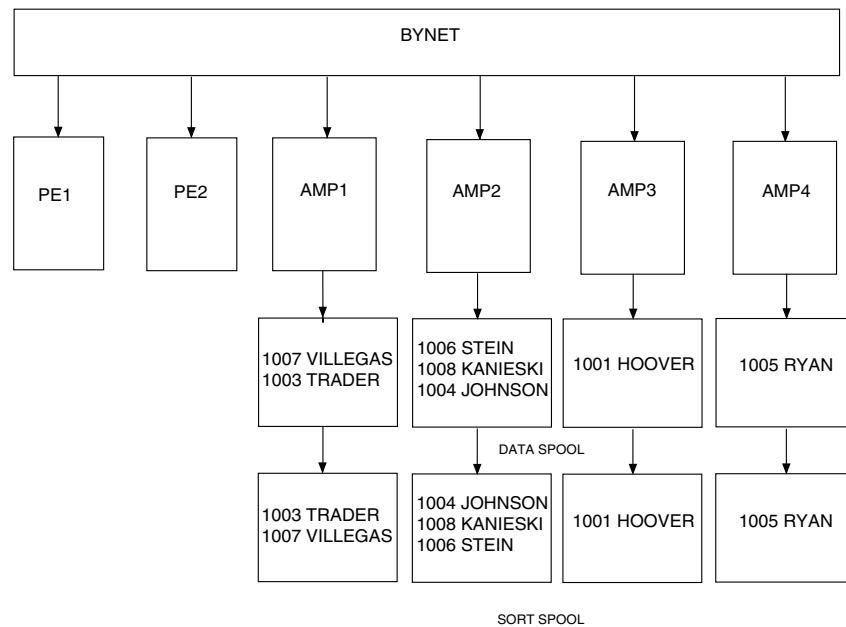 BYNET
PE1
PE2
AMP1
AMP2
AMP3
AMP4
1007 VILLEGAS
1003 TRADER
1006 STEIN
1008 KANIESKI
1004 JOHNSON
1001 HOOVER
1005 RYAN
DATA SPOOL
1003 TRADER
1007 VILLEGAS
1004 JOHNSON
1008 KANIESKI
1006 STEIN
1001 HOOVER
1005 RYAN
SORT SPOOL